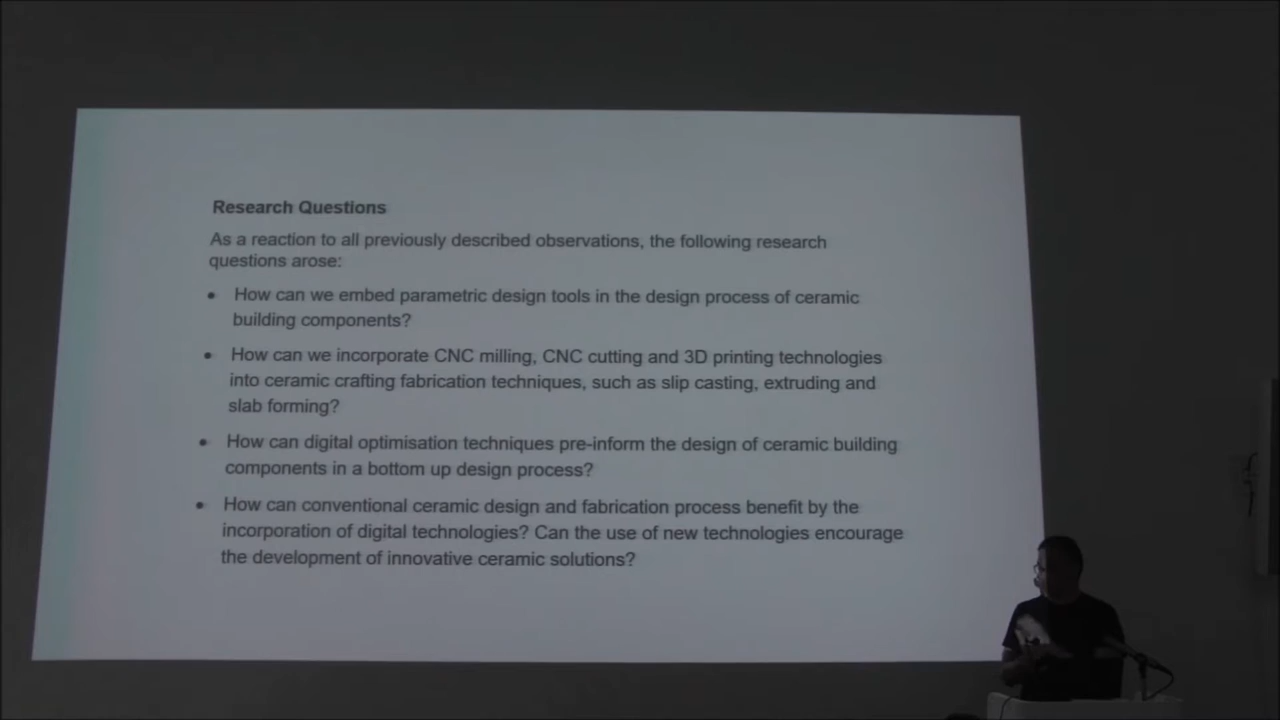 Research Questions
As a reaction to all previously described observations, the following research
questions arose:
• How can we embed parametric design tools in the design process of ceramic
building components?
• How can we incorporate CNC milling, CNC cutting and 3D printing technologies
into ceramic crafting fabrication techniques, such as slip casting, extruding and
slab forming?
• How can digital optimisation techniques pre-inform the design of ceramic building
components in a bottom up design process?
• How can conventional ceramic design and fabrication process benefit by the
incorporation of digital technologies? Can the use of new technologies encourage
the development of innovative ceramic solutions?